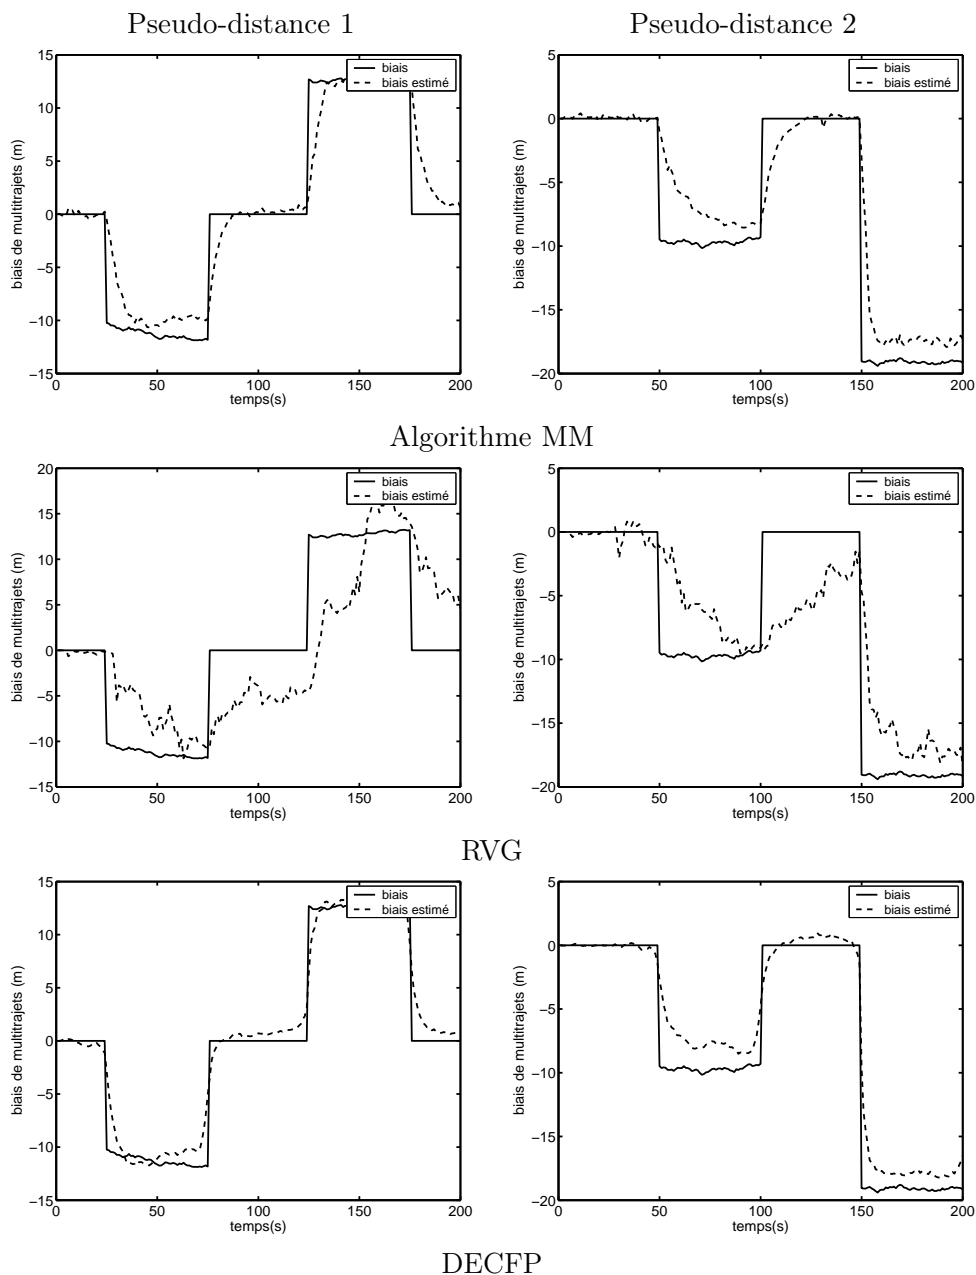 Pseudo-distance 1
Pseudo-distance 2
15
10
5
0
−5
−10
−15
0
50
100
150
200
temps(s)
biais de multitrajets (m)
biais
biais estimé
5
0
−5
−10
−15
−20
0
50
100
150
200
temps(s)
biais de multitrajets (m)
biais
biais estimé
Algorithme MM
20
15
10
5
0
−5
−10
−15
0
50
100
150
200
temps(s)
biais de multitrajets (m)
biais
biais estimé
5
0
−5
−10
−15
−20
0
50
100
150
200
temps(s)
biais de multitrajets (m)
biais
biais estimé
RVG
15
10
5
0
−5
−10
−15
0
50
100
150
200
temps(s)
biais de multitrajets (m)
biais
biais estimé
5
0
−5
−10
−15
−20
0
50
100
150
200
temps(s)
biais de multitrajets (m)
biais
biais estimé
DECFP